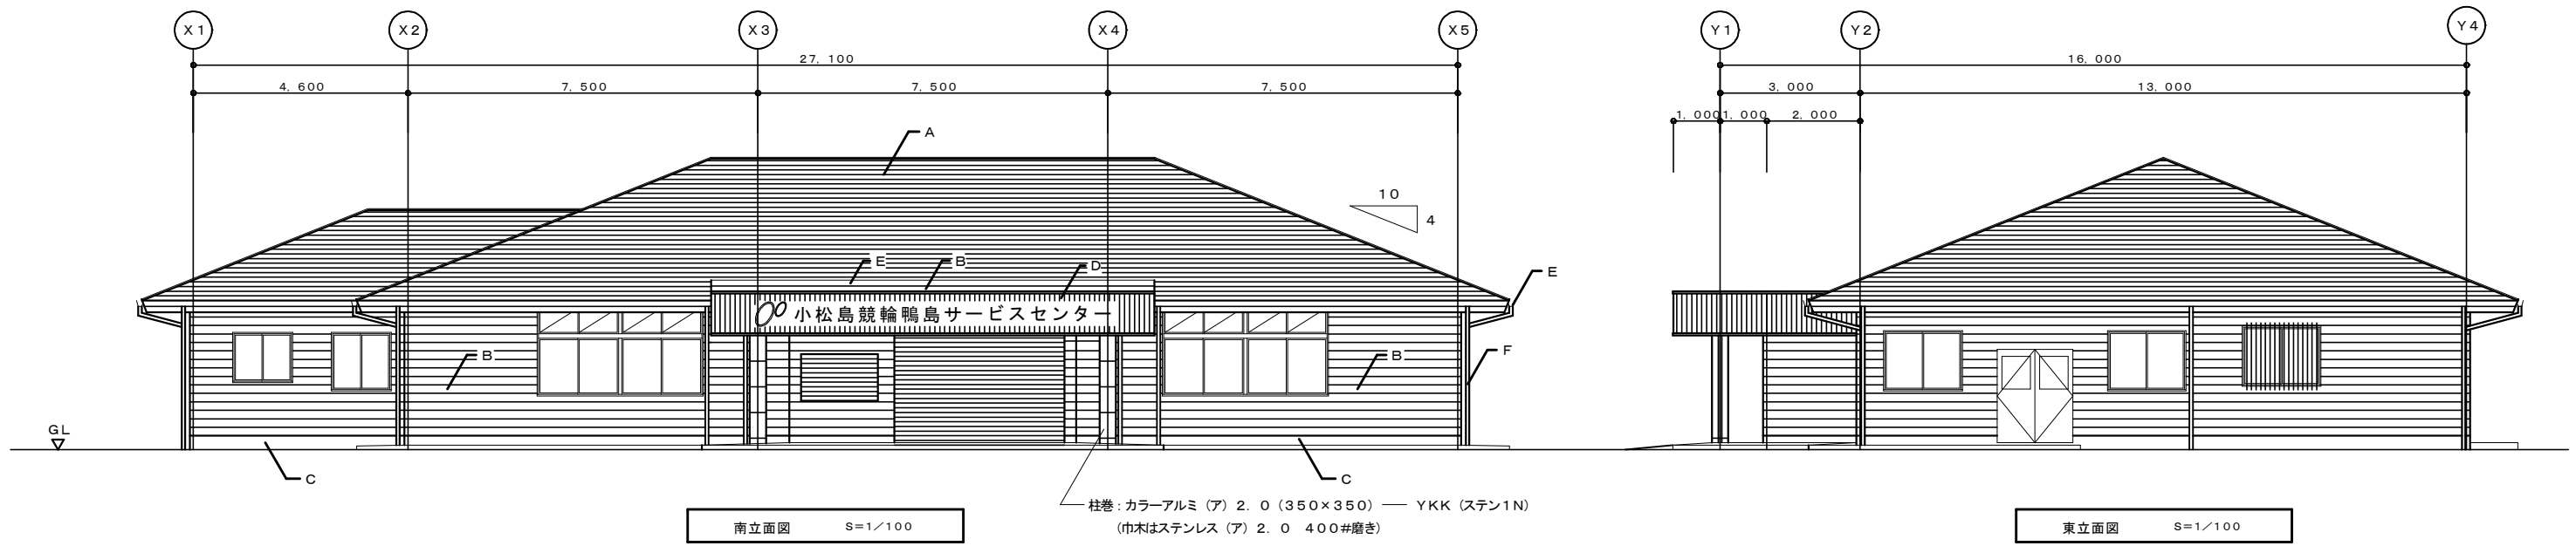 X1 X2 X3 X4 X5 Y1 Y2 Y4
27,100 16,000
4,600 7,500 7,500 7,500 3,000 13,000
1,000 1,000 2,000
A
10
4
E B D E
小松島競輪鴨島サービスセンター
B B F
GL
C C
柱巻：カラーアルミ（ア）2.0（350×350）── YKK（ステン1N）
（巾木はステンレス（ア）2.0 400#磨き）
南立面図 S=1/100
東立面図 S=1/100